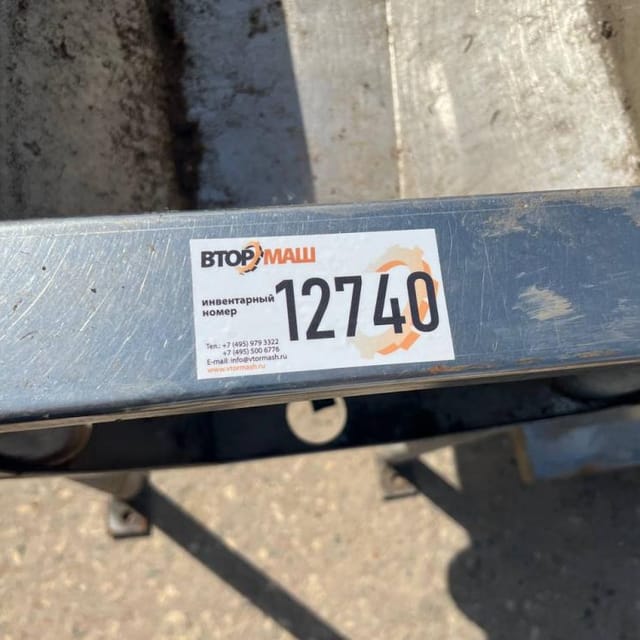 ВТОРМАШ
инвентарный
номер
12740
Тел.: +7 (495) 979 3322
+7 (495) 500 6776
E-mail: info@vtormash.ru
www.vtormash.ru